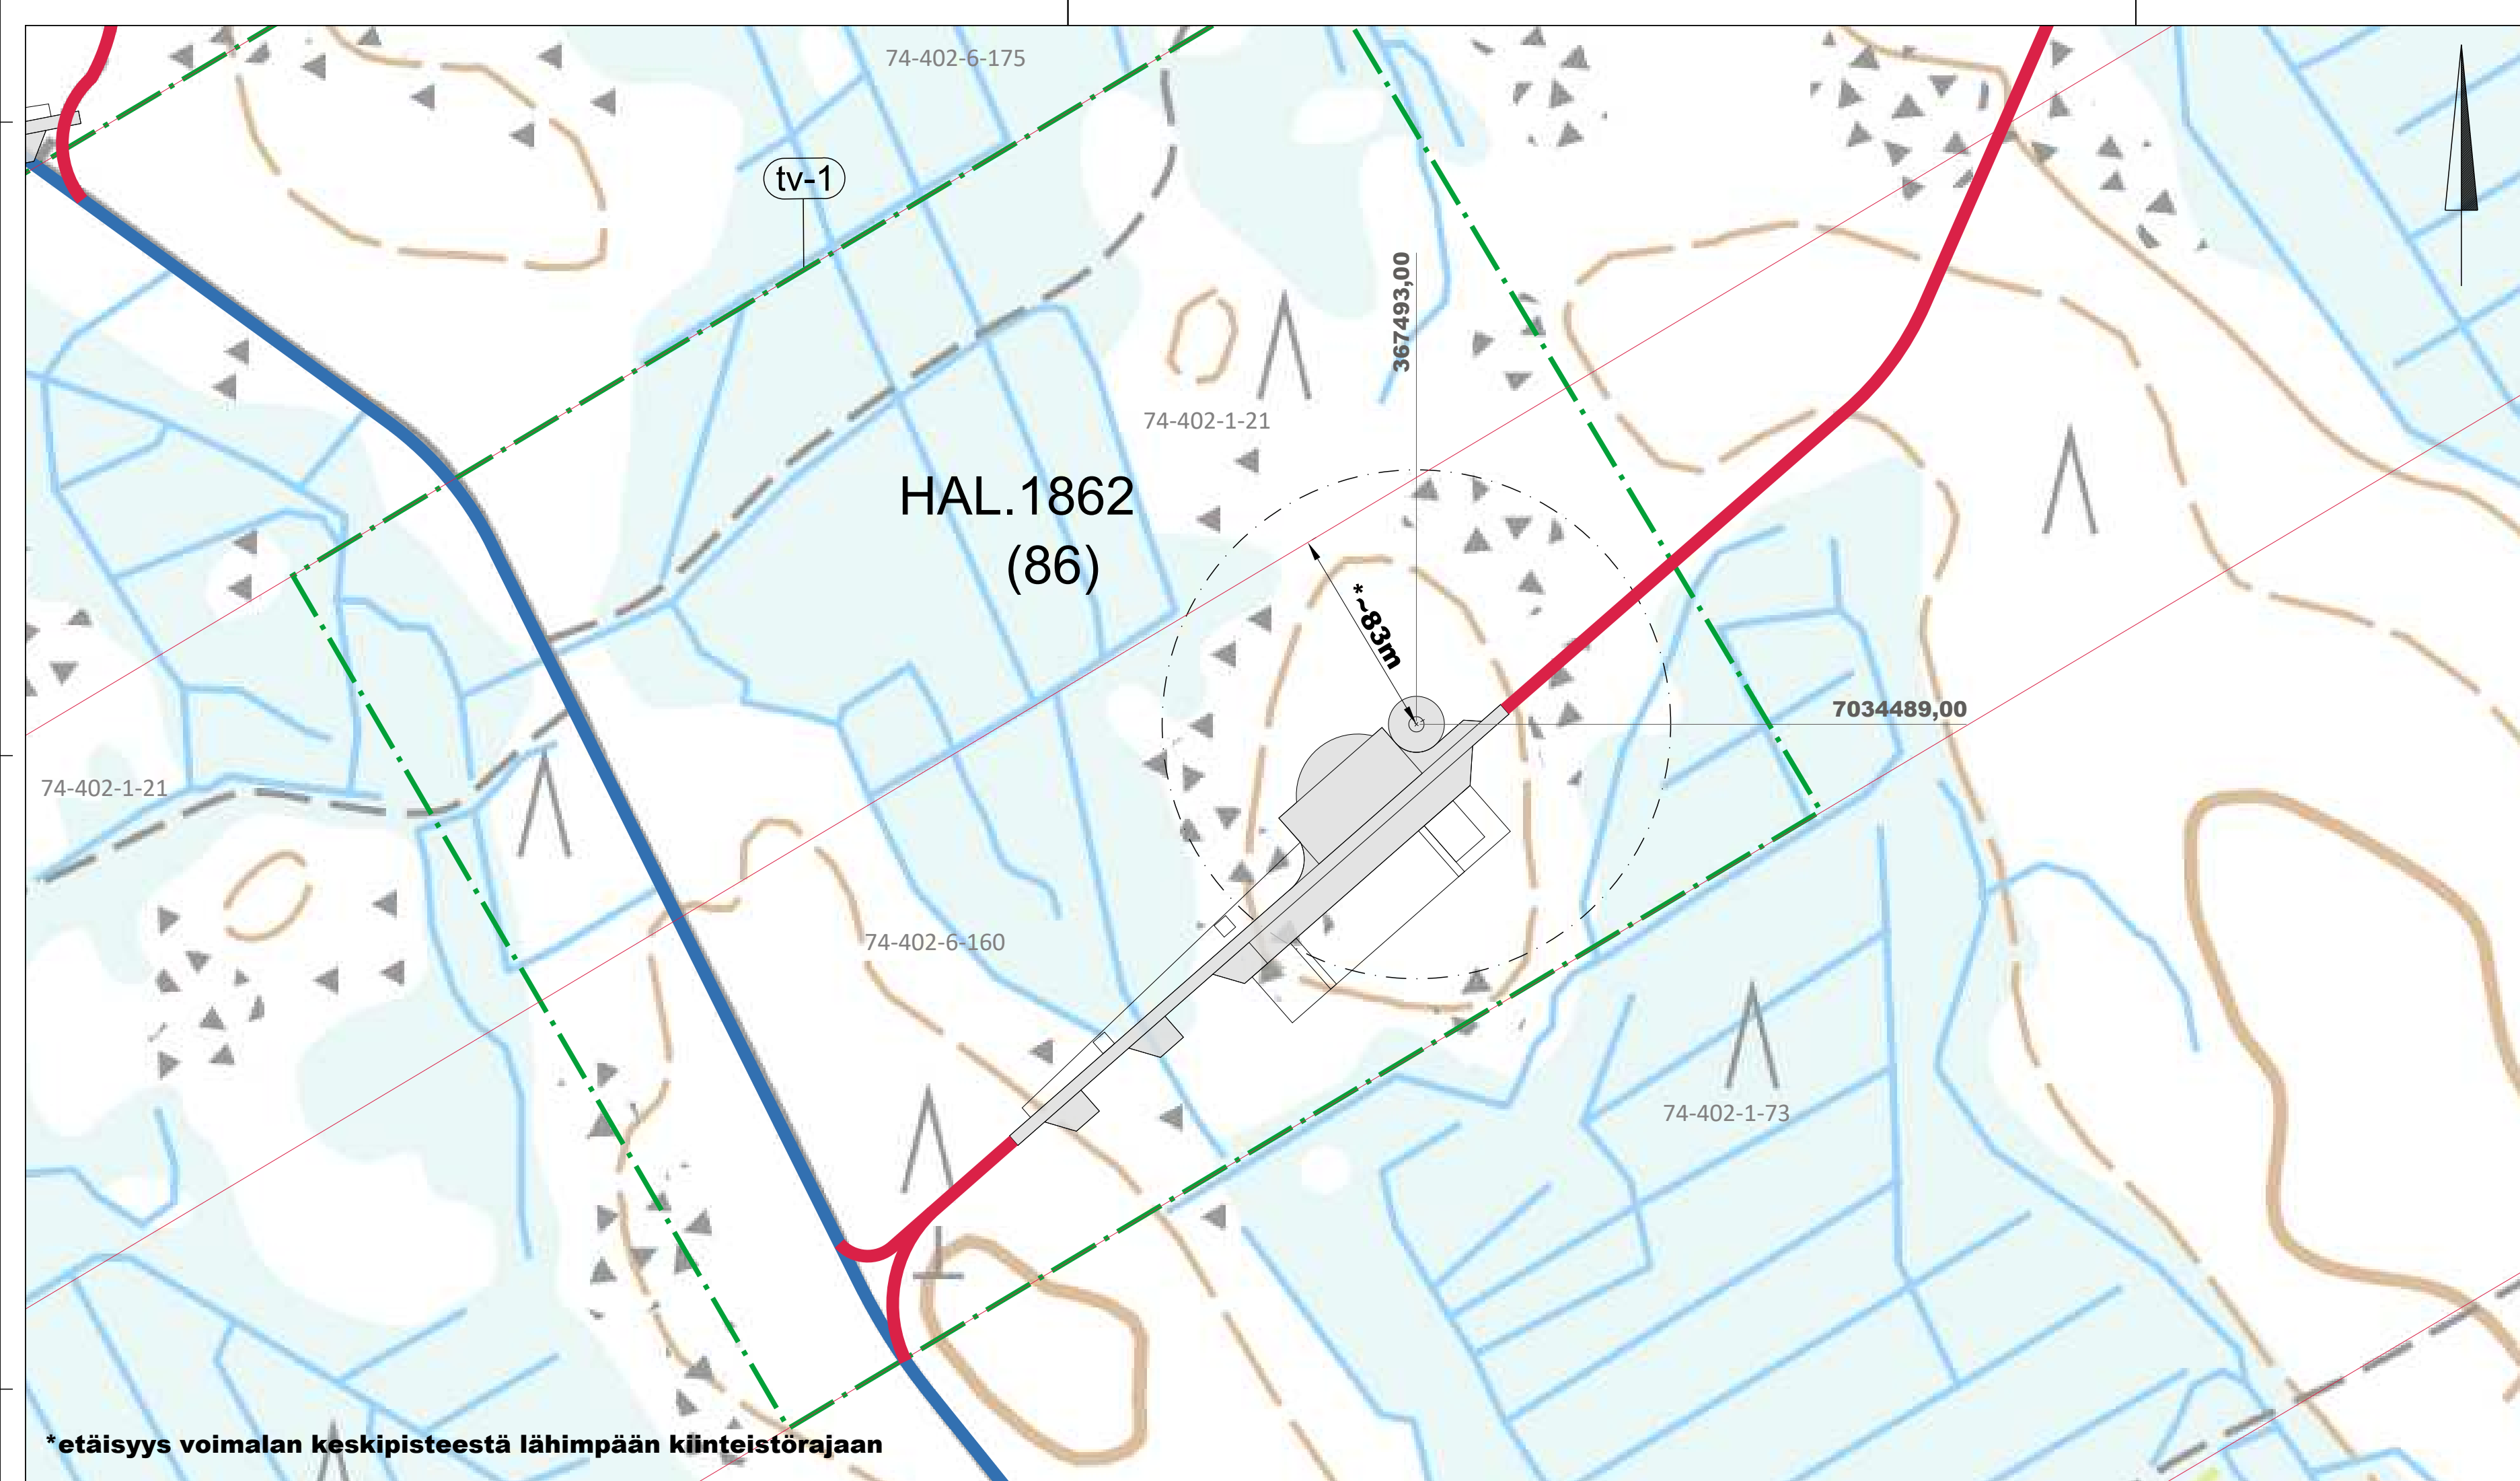 74-402-6-175
tv-1
367493,00
74-402-1-21
HAL.1862
(86)
*~83m
7034489,00
74-402-1-21
74-402-6-160
74-402-1-73
*etäisyys voimalan keskipisteestä lähimpään kiinteistörajaan